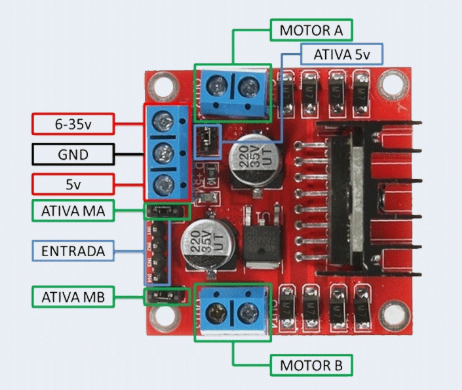 MOTOR A
ATIVA 5v
6-35v
GND
5v
ATIVA MA
ENTRADA
ATIVA MB
MOTOR B
220
35V
UT
220
35V
UT